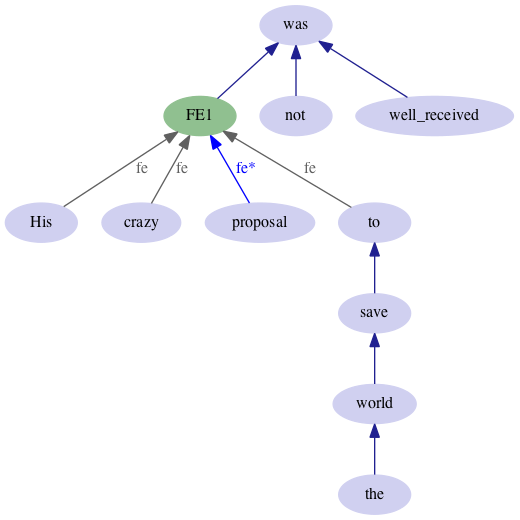 was
FE1 not well_received
fe fe fe* fe
His crazy proposal to
save
world
the